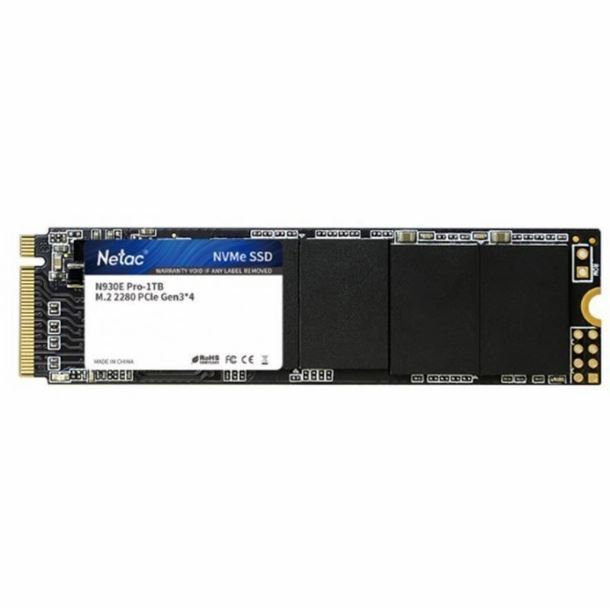 Netac NVMe SSD
WARRANTY VOID IF ANY LABEL REMOVED
N930E Pro-1TB
M.2 2280 PCIe Gen3*4
MADE IN CHINA
RoHS FC CE